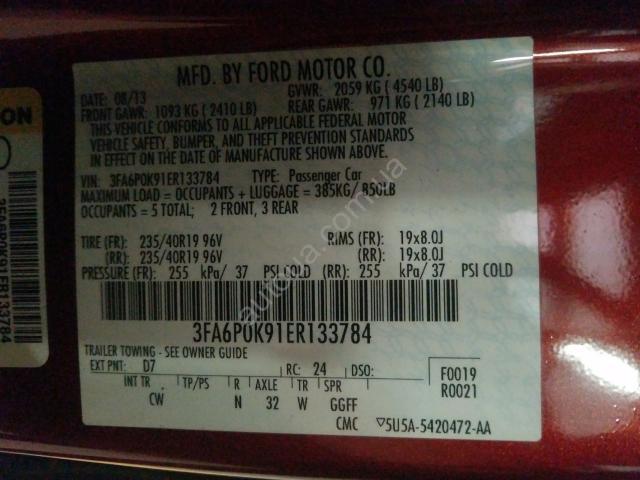 MFD. BY FORD MOTOR CO.
DATE: 08/13 GVWR: 2059 KG ( 4540 LB)
FRONT GAWR: 1093 KG ( 2410 LB) REAR GAWR: 971 KG ( 2140 LB)
THIS VEHICLE CONFORMS TO ALL APPLICABLE FEDERAL MOTOR
VEHICLE SAFETY, BUMPER, AND THEFT PREVENTION STANDARDS
IN EFFECT ON THE DATE OF MANUFACTURE SHOWN ABOVE.
VIN: 3FA6P0K91ER133784 TYPE: Passenger Car
MAXIMUM LOAD = OCCUPANTS + LUGGAGE = 385KG/ 850LB
OCCUPANTS = 5 TOTAL; 2 FRONT, 3 REAR
TIRE (FR): 235/40R19 96V RIMS (FR): 19x8.0J
(RR): 235/40R19 96V (RR): 19x8.0J
PRESSURE (FR): 255 kPa/ 37 PSI COLD (RR): 255 kPa/ 37 PSI COLD
3FA6P0K91ER133784
TRAILER TOWING - SEE OWNER GUIDE
EXT PNT: D7 RC: 24 DSO: F0019
R0021
INT TR TP/PS R AXLE TR SPR
CW N 32 W GGFF
CMC ▽5U5A-5420472-AA
ON
3FA6P0K91ER133784
autoua.com.ua